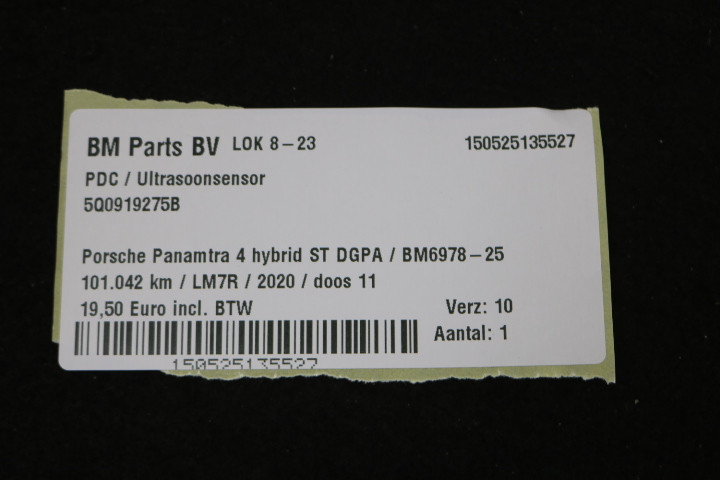 BM Parts BV LOK 8-23 150525135527
PDC / Ultrasoonsensor
5Q0919275B
Porsche Panamtra 4 hybrid ST DGPA / BM6978-25
101.042 km / LM7R / 2020 / doos 11
19,50 Euro incl. BTW Verz: 10
Aantal: 1
150525135527